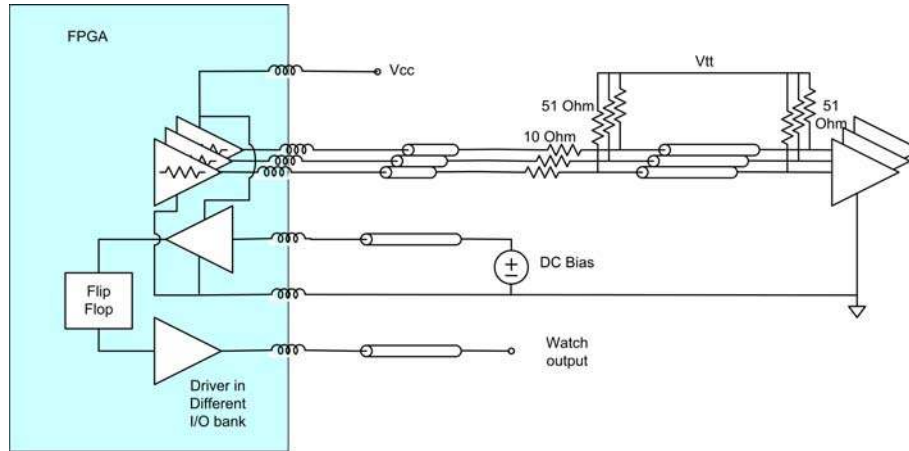 FPGA
Vcc
Vtt
51 Ohm
51
Ohm
10 Ohm
DC Bias
Flip
Flop
Watch
output
Driver in
Different
I/O bank